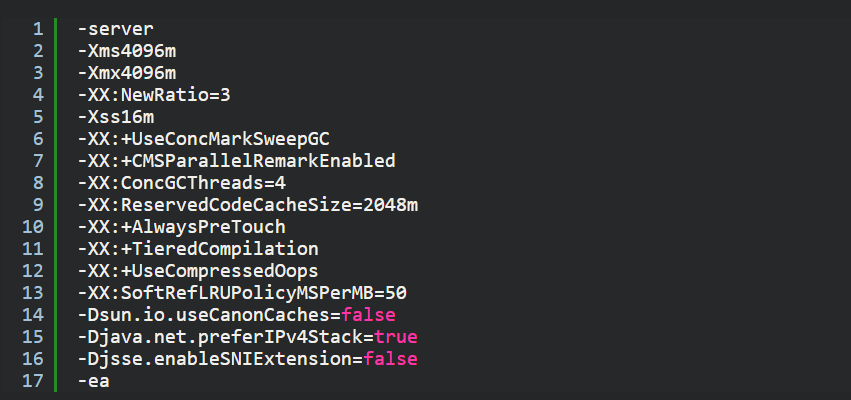 1 -server
2 -Xms4096m
3 -Xmx4096m
4 -XX:NewRatio=3
5 -Xss16m
6 -XX:+UseConcMarkSweepGC
7 -XX:+CMSParallelRemarkEnabled
8 -XX:ConcGCThreads=4
9 -XX:ReservedCodeCacheSize=2048m
10 -XX:+AlwaysPreTouch
11 -XX:+TieredCompilation
12 -XX:+UseCompressedOops
13 -XX:SoftRefLRUPolicyMSPerMB=50
14 -Dsun.io.useCanonCaches=false
15 -Djava.net.preferIPv4Stack=true
16 -Djsse.enableSNIExtension=false
17 -ea